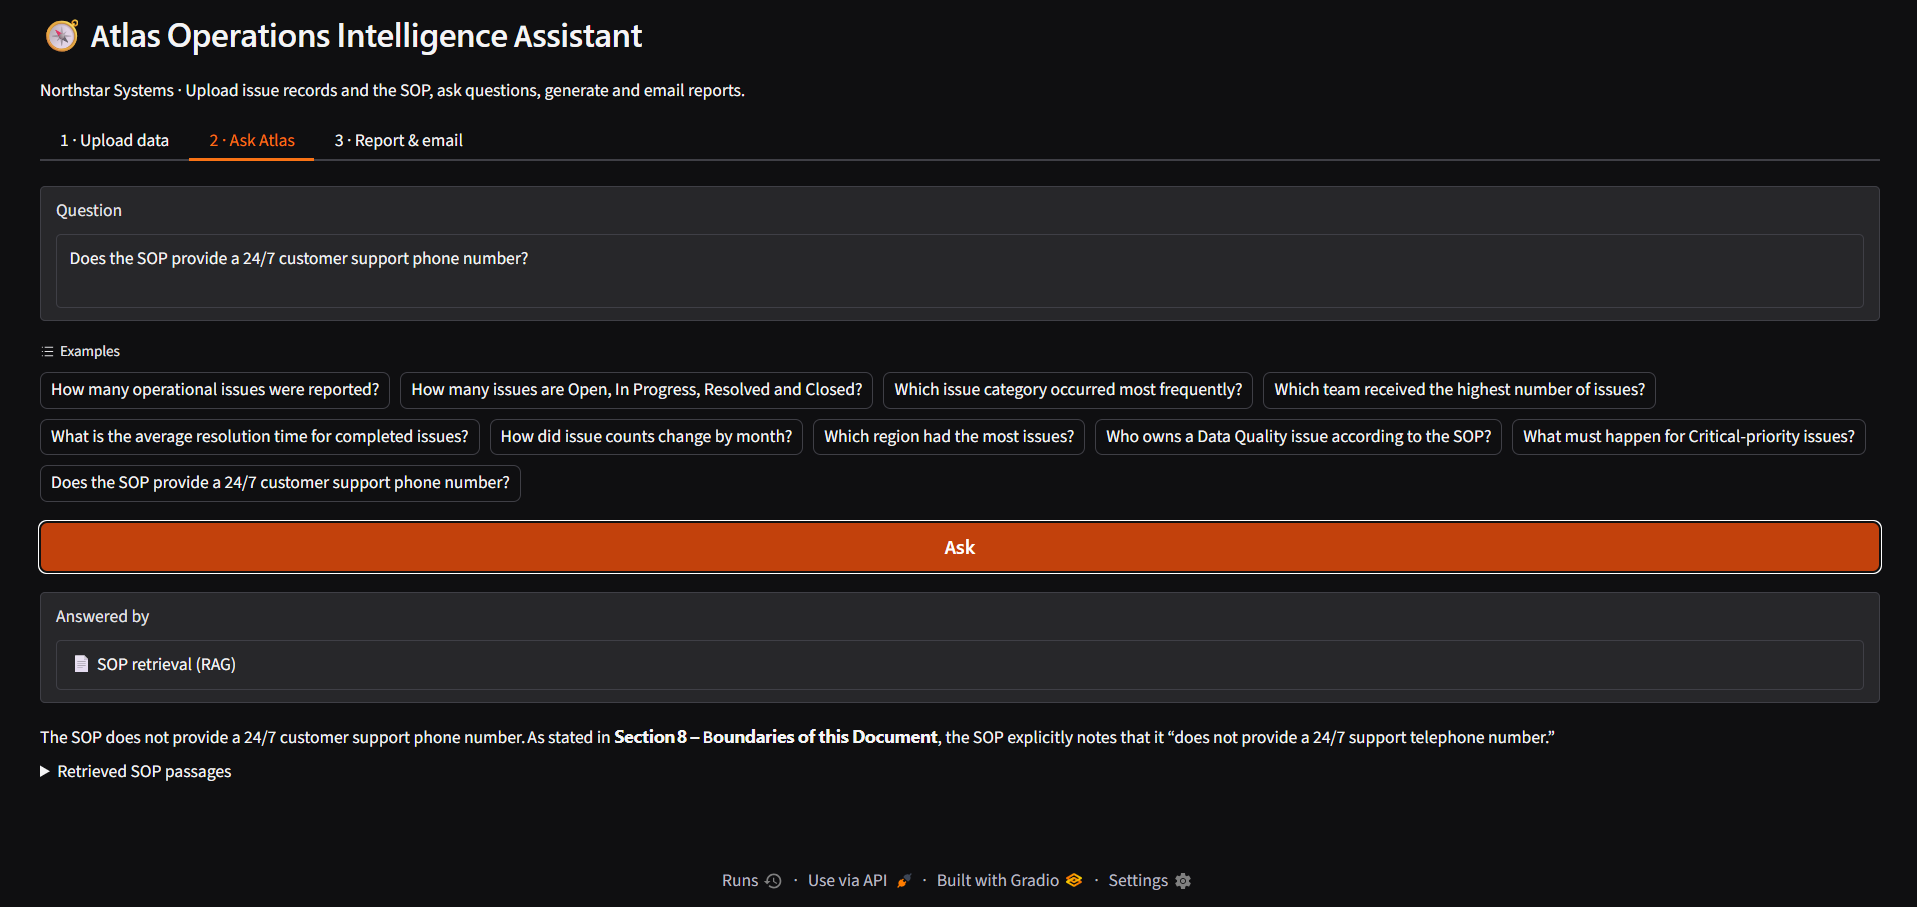 Atlas Operations Intelligence Assistant
Northstar Systems · Upload issue records and the SOP, ask questions, generate and email reports.
1 · Upload data 2 · Ask Atlas 3 · Report & email
Question
Does the SOP provide a 24/7 customer support phone number?
Examples
How many operational issues were reported? How many issues are Open, In Progress, Resolved and Closed? Which issue category occurred most frequently? Which team received the highest number of issues?
What is the average resolution time for completed issues? How did issue counts change by month? Which region had the most issues? Who owns a Data Quality issue according to the SOP? What must happen for Critical-priority issues?
Does the SOP provide a 24/7 customer support phone number?
Ask
Answered by
SOP retrieval (RAG)
The SOP does not provide a 24/7 customer support phone number. As stated in Section 8 – Boundaries of this Document, the SOP explicitly notes that it “does not provide a 24/7 support telephone number.”
Retrieved SOP passages
Runs · Use via API · Built with Gradio · Settings